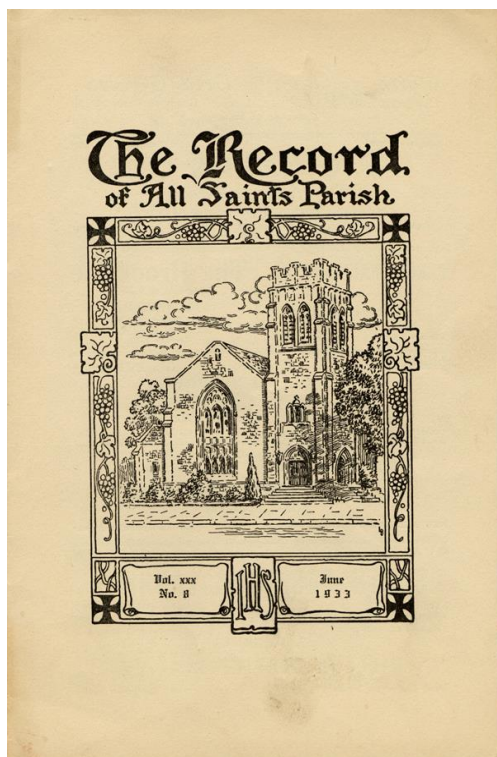 The Record
of All Saints Parish
Vol. xxx
No. 8
IHS
June
1933